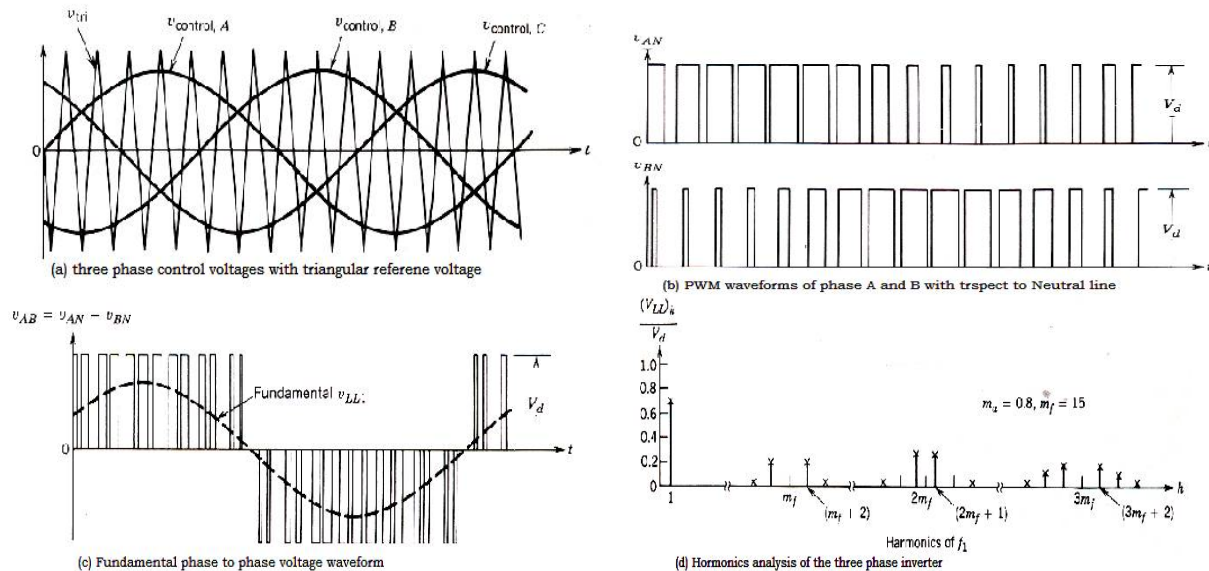 v_tri
v_control, A
v_control, B
v_control, C
0
t
(a) three phase control voltages with triangular referene voltage
v_AN
V_d
0
v_BN
V_d
0
(b) PWM waveforms of phase A and B with trspect to Neutral line
v_AB = v_AN − v_BN
Fundamental v_LL1
V_d
0
t
(c) Fundamental phase to phase voltage waveform
(V_LL)_h
V_d
1.0
0.8
0.6
0.4
0.2
0
m_a = 0.8, m_f = 15
1
m_f
(m_f + 2)
2m_f
(2m_f + 1)
3m_f
(3m_f + 2)
h
Harmonics of f_1
(d) Hormonics analysis of the three phase inverter